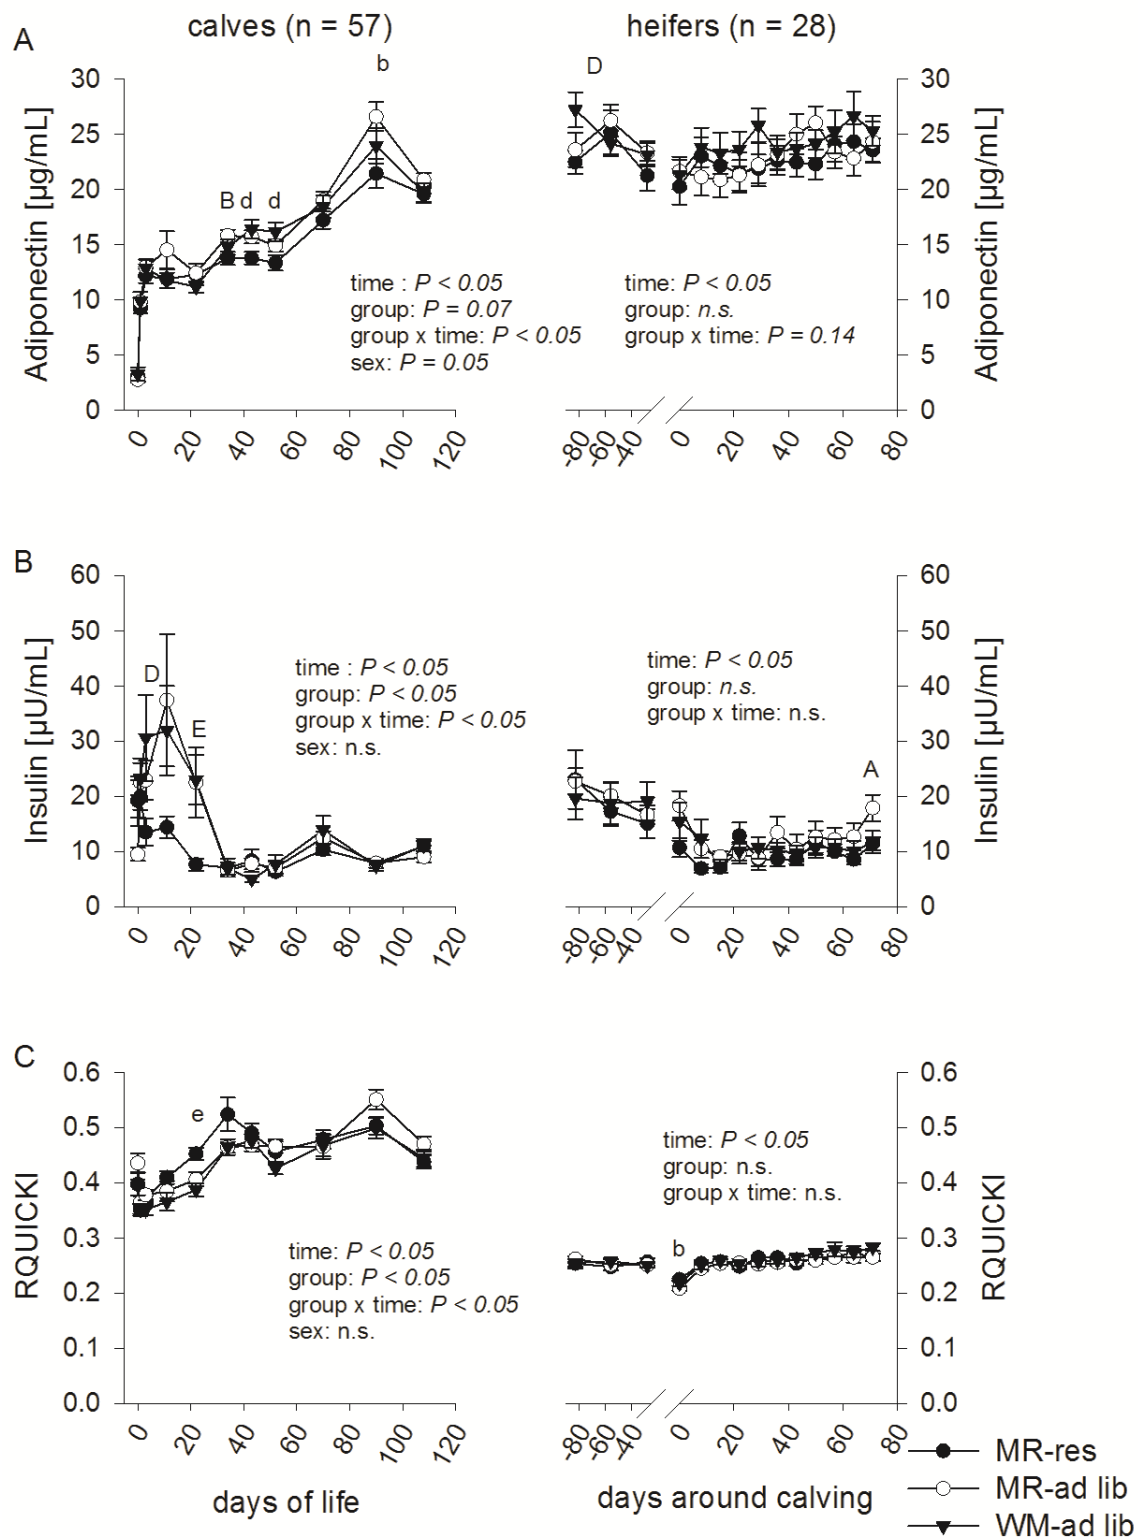 A
calves (n = 57)
heifers (n = 28)
b
D
30
25
20
15
10
5
0
Adiponectin [µg/mL]
B d d
time : P < 0.05
group: P = 0.07
group x time: P < 0.05
sex: P = 0.05
time: P < 0.05
group: n.s.
group x time: P = 0.14
30
25
20
15
10
5
0
Adiponectin [µg/mL]
0 20 40 60 80 100 120
-80 -60 -40 0 20 40 60 80
B
60
50
40
30
20
10
0
Insulin [µU/mL]
D
E
time : P < 0.05
group: P < 0.05
group x time: P < 0.05
sex: n.s.
time: P < 0.05
group: n.s.
group x time: n.s.
A
60
50
40
30
20
10
0
Insulin [µU/mL]
0 20 40 60 80 100 120
-80 -60 -40 0 20 40 60 80
C
0.6
0.5
0.4
0.3
0.2
0.1
0.0
RQUICKI
e
time: P < 0.05
group: P < 0.05
group x time: P < 0.05
sex: n.s.
time: P < 0.05
group: n.s.
group x time: n.s.
b
0.6
0.5
0.4
0.3
0.2
0.1
0.0
RQUICKI
0 20 40 60 80 100 120
-80 -60 -40 0 20 40 60 80
days of life
days around calving
MR-res
MR-ad lib
WM-ad lib